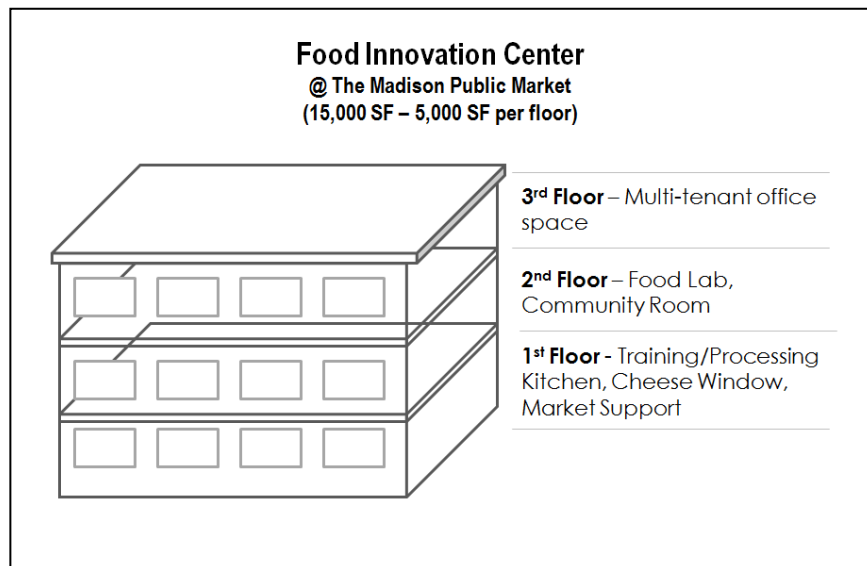 Food Innovation Center
@ The Madison Public Market
(15,000 SF – 5,000 SF per floor)
3rd Floor – Multi-tenant office
space
2nd Floor – Food Lab,
Community Room
1st Floor - Training/Processing
Kitchen, Cheese Window,
Market Support